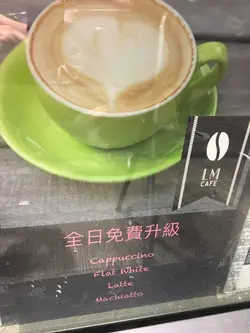 LM
CAFE
全日免費升級
Cappuccino
Flat White
Latte
Machiatto